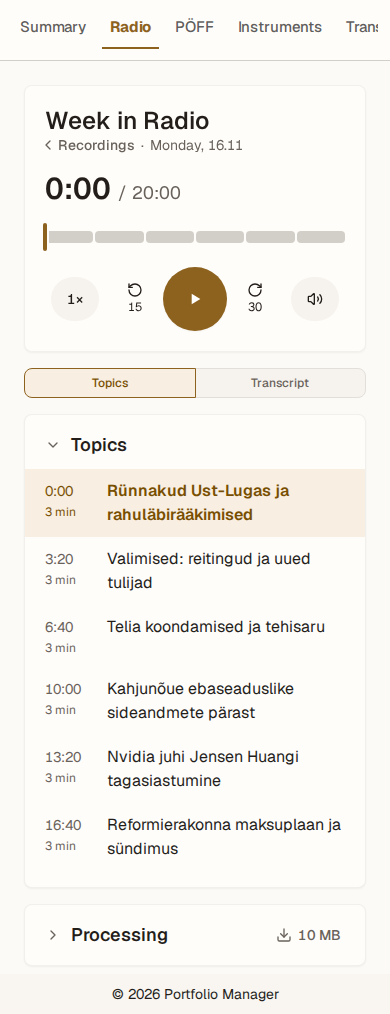 Summary Radio PÖFF Instruments Trans
Week in Radio
Recordings · Monday, 16.11
0:00 / 20:00
1× 15 30
Topics Transcript
Topics
0:00 Rünnakud Ust-Lugas ja
3 min rahuläbirääkimised
3:20 Valimised: reitingud ja uued
3 min tulijad
6:40 Telia koondamised ja tehisaru
3 min
10:00 Kahjunõue ebaseaduslike
3 min sideandmete pärast
13:20 Nvidia juhi Jensen Huangi
3 min tagasiastumine
16:40 Reformierakonna maksuplaan ja
3 min sündimus
Processing 10 MB
© 2026 Portfolio Manager